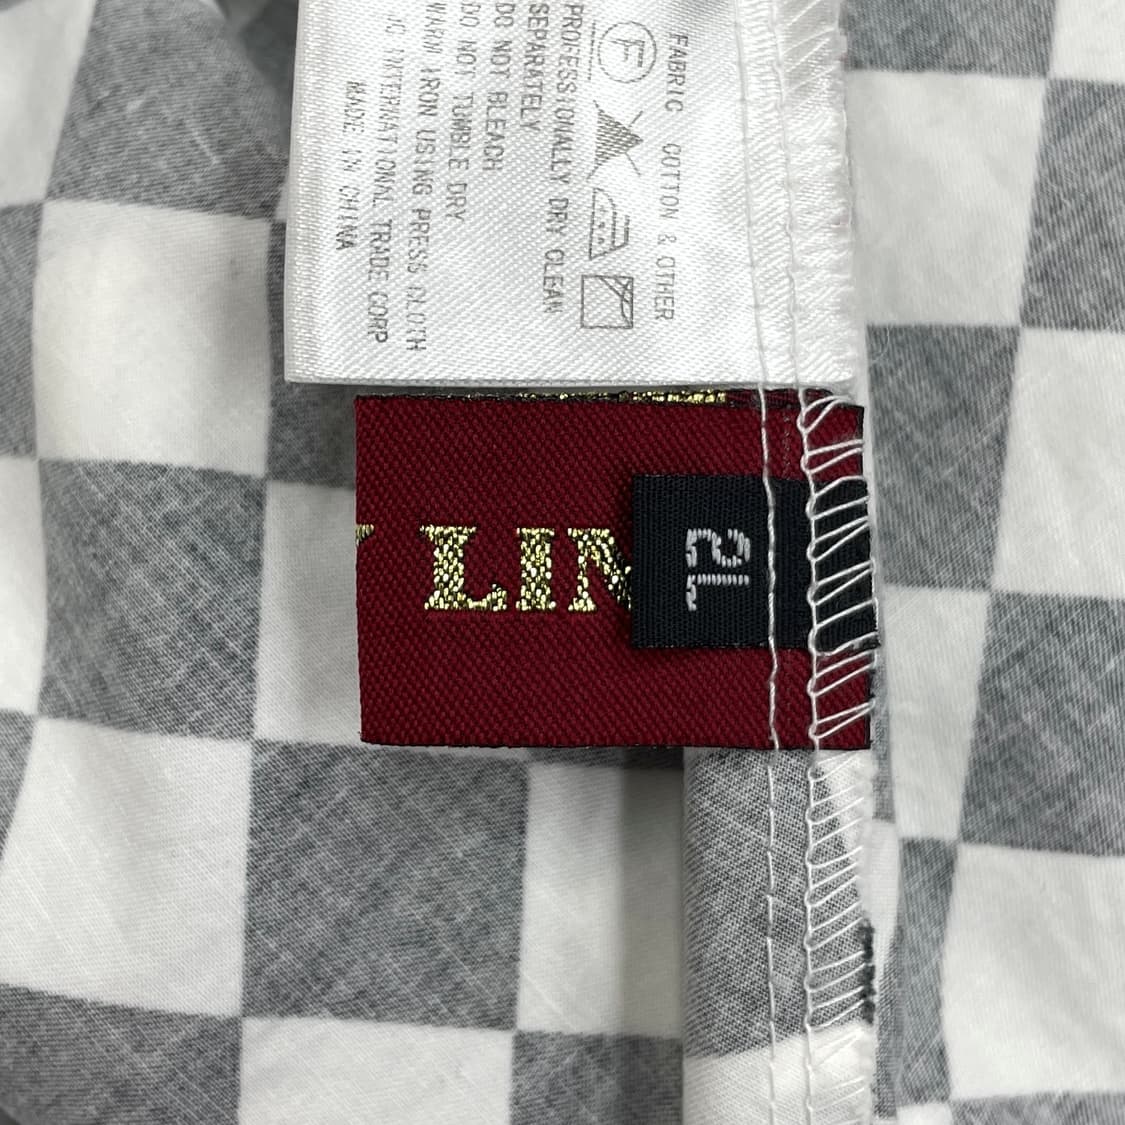 FABRIC COTTON & OTHER
F
PROFESSIONALLY DRY CLEAN
SEPARATELY
DO NOT BLEACH
DO NOT TUMBLE DRY
WARM IRON USING PRESS CLOTH
JC INTERNATIONAL TRADE CORP
MADE IN CHINA
LIN
12